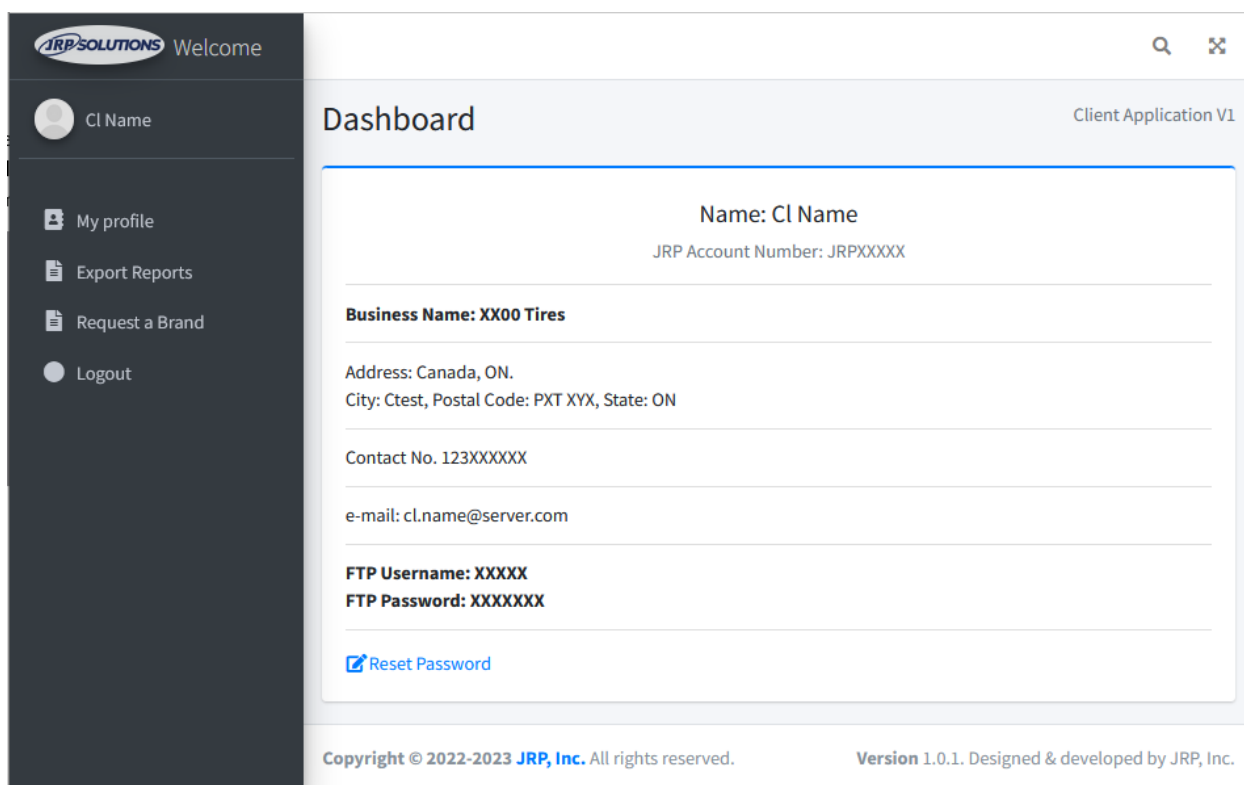 JRP SOLUTIONS Welcome
Cl Name
My profile
Export Reports
Request a Brand
Logout
Dashboard
Client Application V1
Name: Cl Name
JRP Account Number: JRPXXXXX
Business Name: XX00 Tires
Address: Canada, ON.
City: Ctest, Postal Code: PXT XYX, State: ON
Contact No. 123XXXXXX
e-mail: cl.name@server.com
FTP Username: XXXXX
FTP Password: XXXXXXX
Reset Password
Copyright © 2022-2023 JRP, Inc. All rights reserved.
Version 1.0.1. Designed & developed by JRP, Inc.